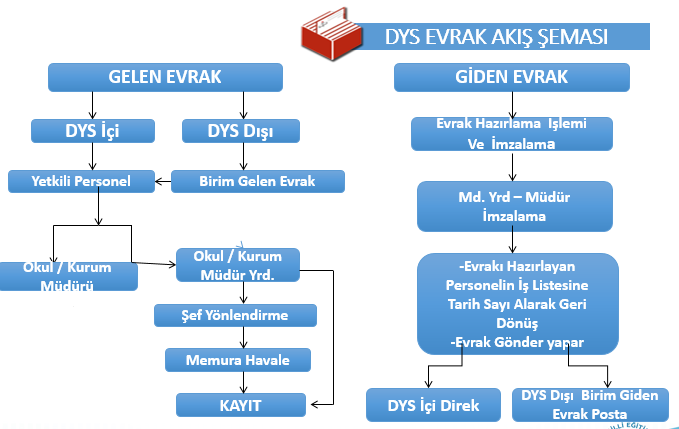 DYS EVRAK AKIŞ ŞEMASI
GELEN EVRAK
DYS İçi
DYS Dışı
Yetkili Personel
Birim Gelen Evrak
Okul / Kurum
Müdürü
Okul / Kurum
Müdür Yrd.
Şef Yönlendirme
Memura Havale
KAYIT
GİDEN EVRAK
Evrak Hazırlama İşlemi
Ve İmzalama
Md. Yrd – Müdür
İmzalama
-Evrakı Hazırlayan
Personelin İş Listesine
Tarih Sayı Alarak Geri
Dönüş
-Evrak Gönder yapar
DYS İçi Direk
DYS Dışı Birim Giden
Evrak Posta